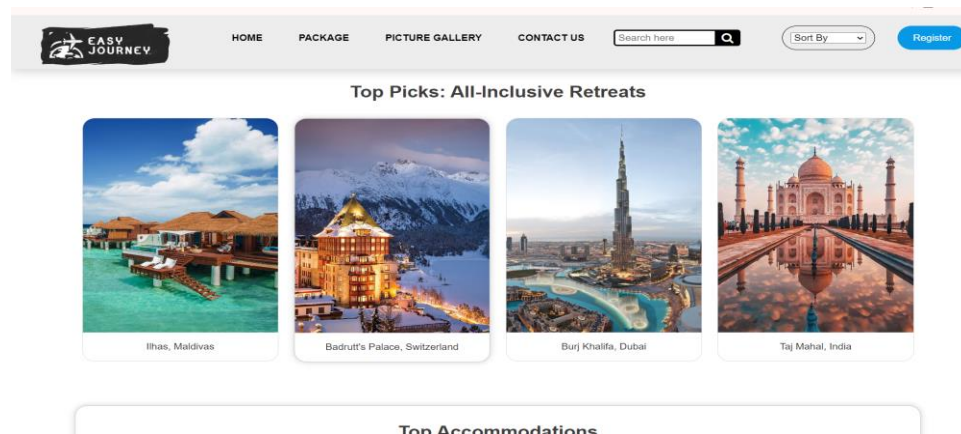 EASY
JOURNEY
HOME PACKAGE PICTURE GALLERY CONTACT US Search here Sort By Register
Top Picks: All-Inclusive Retreats
Ilhas, Maldivas Badrutt's Palace, Switzerland Burj Khalifa, Dubai Taj Mahal, India
Top Accommodations